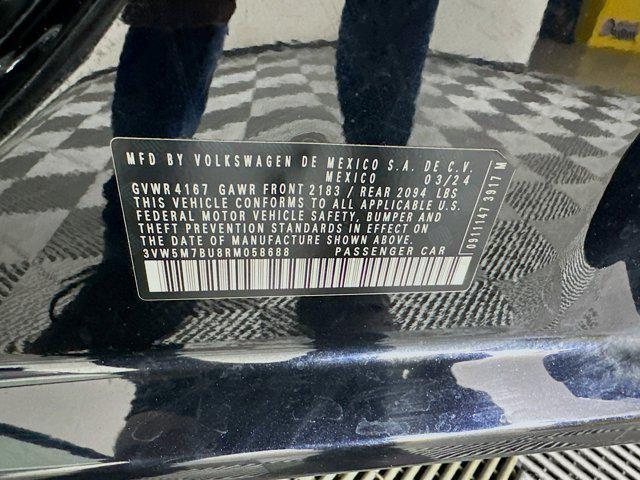 MFD BY VOLKSWAGEN DE MEXICO S.A. DE C.V.
MEXICO 03/24
GVWR 4167 GAWR FRONT 2183 / REAR 2094 LBS
THIS VEHICLE CONFORMS TO ALL APPLICABLE U.S.
FEDERAL MOTOR VEHICLE SAFETY, BUMPER AND
THEFT PREVENTION STANDARDS IN EFFECT ON
THE DATE OF MANUFACTURE SHOWN ABOVE.
3VW5M7BU8RM058688 PASSENGER CAR
0911147 3917 M